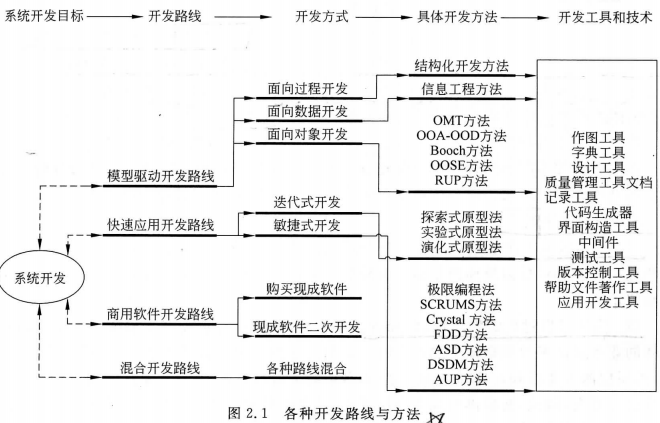 系统开发目标 开发路线 开发方式 具体开发方法 开发工具和技术
结构化开发方法
面向过程开发 信息工程方法
面向数据开发
面向对象开发
OMT方法
OOA-OOD方法
Booch方法
OOSE方法
RUP方法
模型驱动开发路线
迭代式开发
快速应用开发路线 敏捷式开发
探索式原型法
实验式原型法
演化式原型法
系统开发
购买现成软件
商用软件开发路线
现成软件二次开发
混合开发路线 各种路线混合
极限编程法
SCRUMS方法
Crystal 方法
FDD方法
ASD方法
DSDM方法
AUP方法
作图工具
字典工具
设计工具
质量管理工具文档
记录工具
代码生成器
界面构造工具
中间件
测试工具
版本控制工具
帮助文件著作工具
应用开发工具
图 2.1 各种开发路线与方法